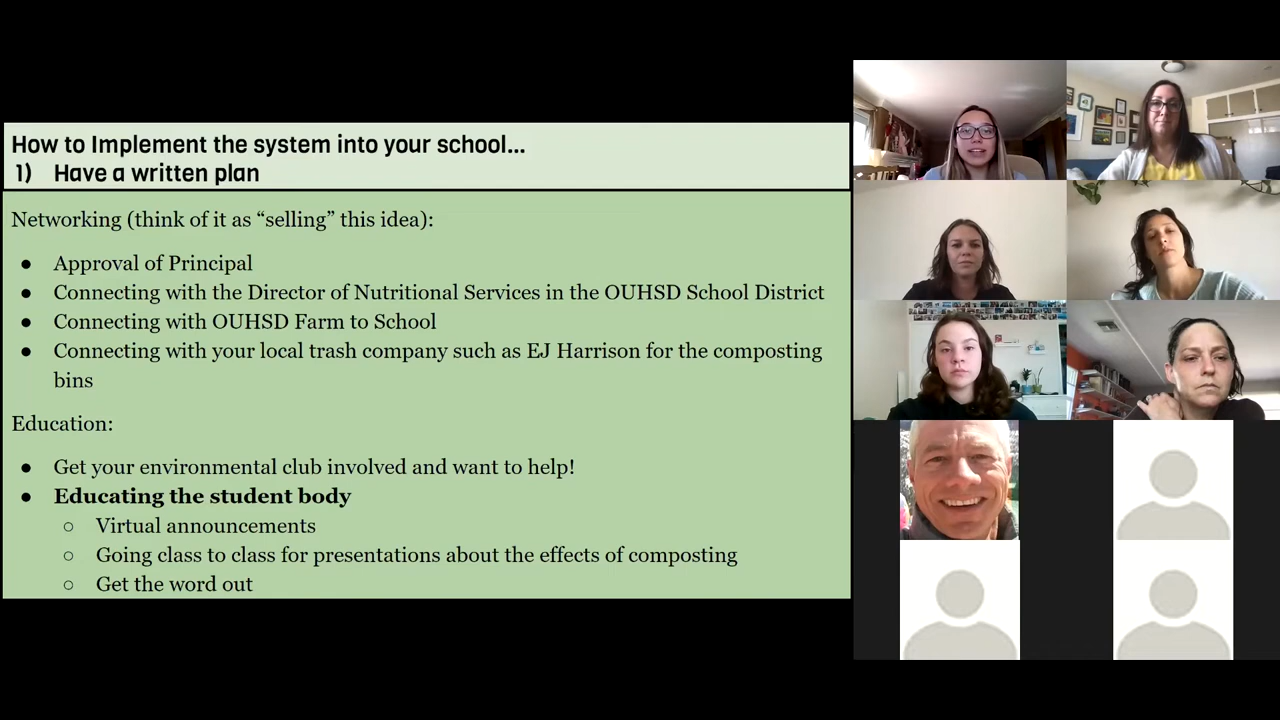 How to Implement the system into your school...
1) Have a written plan
Networking (think of it as “selling” this idea):
● Approval of Principal
● Connecting with the Director of Nutritional Services in the OUHSD School District
● Connecting with OUHSD Farm to School
● Connecting with your local trash company such as EJ Harrison for the composting
bins
Education:
● Get your environmental club involved and want to help!
● Educating the student body
○ Virtual announcements
○ Going class to class for presentations about the effects of composting
○ Get the word out